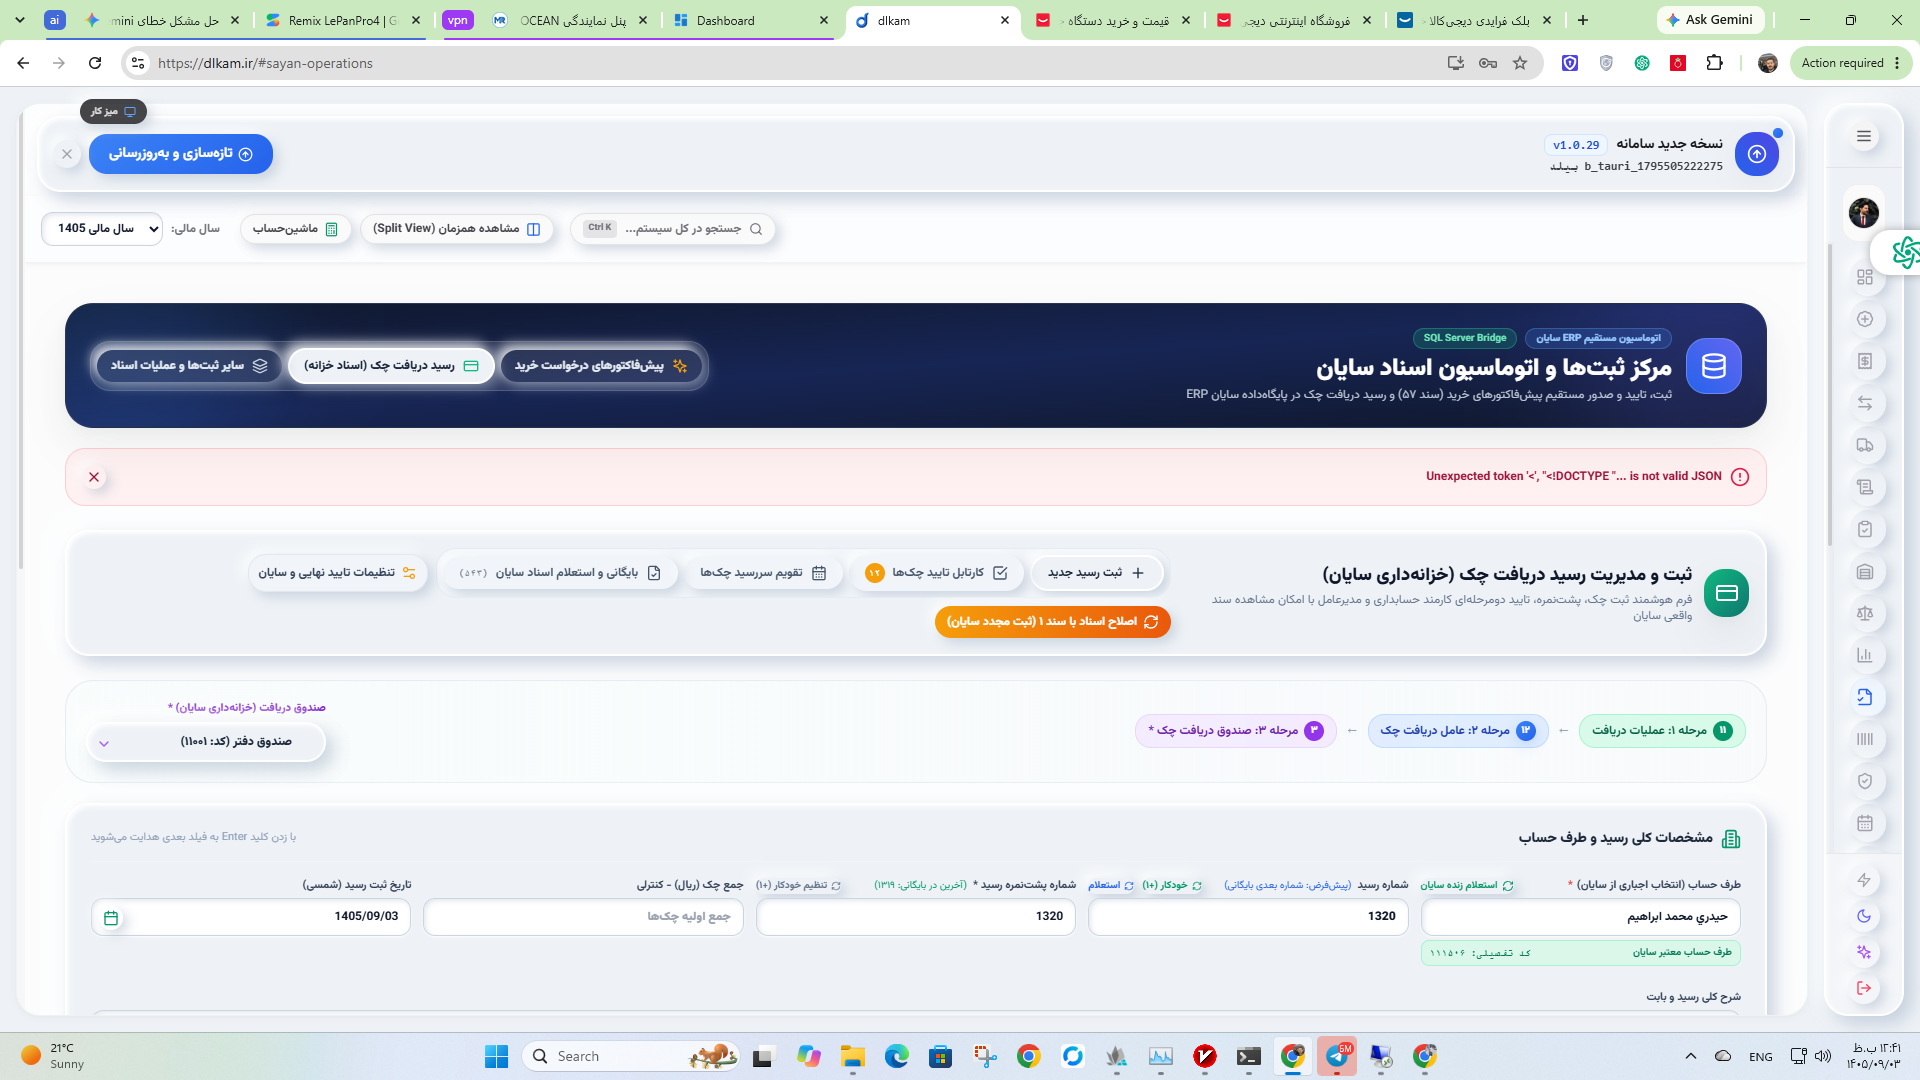 ai
حل مشکل خطای
Remix LePanPro4 | G
vpn
پنل نمایندگی OCEAN
Dashboard
dlkam
قیمت و خرید دستگاه
فروشگاه اینترنتی دیجی
بلک فرایدی دیجی‌کالا
Ask Gemini
https://dlkam.ir/#sayan-operations
Action required
میز کار
نسخه جدید سامانه v1.0.29
بیلد b_tauri_1795505222275
تازه‌سازی و به‌روزرسانی
جستجو در کل سیستم... Ctrl K
مشاهده همزمان (Split View)
ماشین‌حساب
سال مالی:
سال مالی 1405
اتوماسیون مستقیم ERP سایان
SQL Server Bridge
مرکز ثبت‌ها و اتوماسیون اسناد سایان
ثبت، تایید و صدور مستقیم پیش‌فاکتورهای خرید (سند ۵۷) و رسید دریافت چک در پایگاه‌داده سایان ERP
پیش‌فاکتورهای درخواست خرید
رسید دریافت چک (اسناد خزانه)
سایر ثبت‌ها و عملیات اسناد
Unexpected token '<', "<!DOCTYPE "... is not valid JSON
ثبت و مدیریت رسید دریافت چک (خزانه‌داری سایان)
فرم هوشمند ثبت چک، پشت‌نمره، تایید دومرحله‌ای کارمند حسابداری و مدیرعامل با امکان مشاهده سند
واقعی سایان
ثبت رسید جدید
کارتابل تایید چک‌ها ۱۲
تقویم سررسید چک‌ها
بایگانی و استعلام اسناد سایان (۵۴۳)
تنظیمات تایید نهایی و سایان
اصلاح اسناد با سند ۱ (ثبت مجدد سایان)
۱۱ مرحله ۱: عملیات دریافت
←
۱۲ مرحله ۲: عامل دریافت چک
←
۳ مرحله ۳: صندوق دریافت چک *
صندوق دریافت (خزانه‌داری سایان) *
صندوق دفتر (کد: ۱۱۰۰۱)
مشخصات کلی رسید و طرف حساب
با زدن کلید Enter به فیلد بعدی هدایت می‌شوید
طرف حساب (انتخاب اجباری از سایان) *
استعلام زنده سایان
حیدري محمد ابراهیم
طرف حساب معتبر سایان
کد تفصیلی: ۱۱۱۵۰۶
شماره رسید (پیش‌فرض: شماره بعدی بایگانی)
خودکار (+۱)
استعلام
1320
شماره پشت‌نمره رسید * (آخرین در بایگانی: ۱۳۱۹)
تنظیم خودکار (+۱)
1320
جمع چک (ریال) - کنترلی
جمع اولیه چک‌ها
تاریخ ثبت رسید (شمسی)
1405/09/03
شرح کلی رسید و بابت
21°C
Sunny
Search
6M
ENG
۱۲:۴۱ ب.ظ
۱۴۰۵/۰۹/۰۳